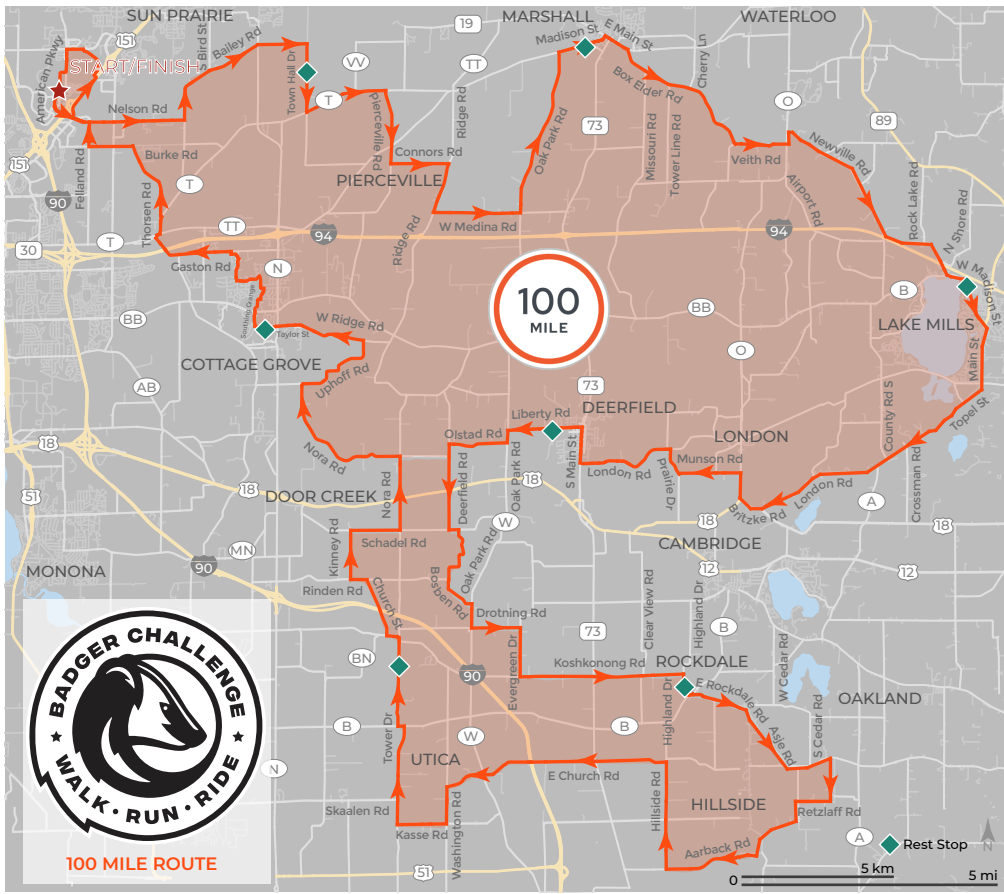 SUN PRAIRIE
MARSHALL
WATERLOO
19
151
S Bird St
Bailey Rd
Madison St
E Main St
American Pkwy
START/FINISH
Town Hall Dr
VV
TT
Ridge Rd
Box Elder Rd
Cherry Ln
Nelson Rd
T
Pierceville Rd
73
Oak Park Rd
Missouri Rd
Tower Line Rd
O
89
151
Burke Rd
Connors Rd
Veith Rd
Newville Rd
90
Felland Rd
T
PIERCEVILLE
Airport Rd
Rock Lake Rd
N Shore Rd
Thorsen Rd
TT
94
Ridge Rd
W Medina Rd
94
30
T
Gaston Rd
N
W Madison St
B
100
MILE
BB
BB
Southing Grange
Taylor St
W Ridge Rd
LAKE MILLS
Main St
COTTAGE GROVE
O
AB
Uphoff Rd
73
DEERFIELD
County Rd S
Topel St
Liberty Rd
18
Olstad Rd
LONDON
Nora Rd
Munson Rd
S Main St
London Rd
Prairie Dr
London Rd
Crossman Rd
51
18
DOOR CREEK
Nora Rd
Deerfield Rd
Oak Park Rd
18
A
Britzke Rd
18
18
W
Kinney Rd
Schadel Rd
MN
CAMBRIDGE
90
Oak Park Rd
12
12
MONONA
Rinden Rd
Church St
Bosben Rd
Clear View Rd
Highland Dr
Drotning Rd
73
B
BN
Evergreen Dr
Koshkonong Rd
ROCKDALE
W Cedar Rd
90
E Rockdale Rd
OAKLAND
Highland Dr
S Cedar Rd
B
Tower Dr
W
B
Asje Rd
UTICA
N
E Church Rd
Skaalen Rd
Washington Rd
Hillside Rd
HILLSIDE
Retzlaff Rd
Kasse Rd
A
Aarback Rd
N
Rest Stop
51
5 km
0
5 mi
BADGER CHALLENGE
WALK • RUN • RIDE
100 MILE ROUTE